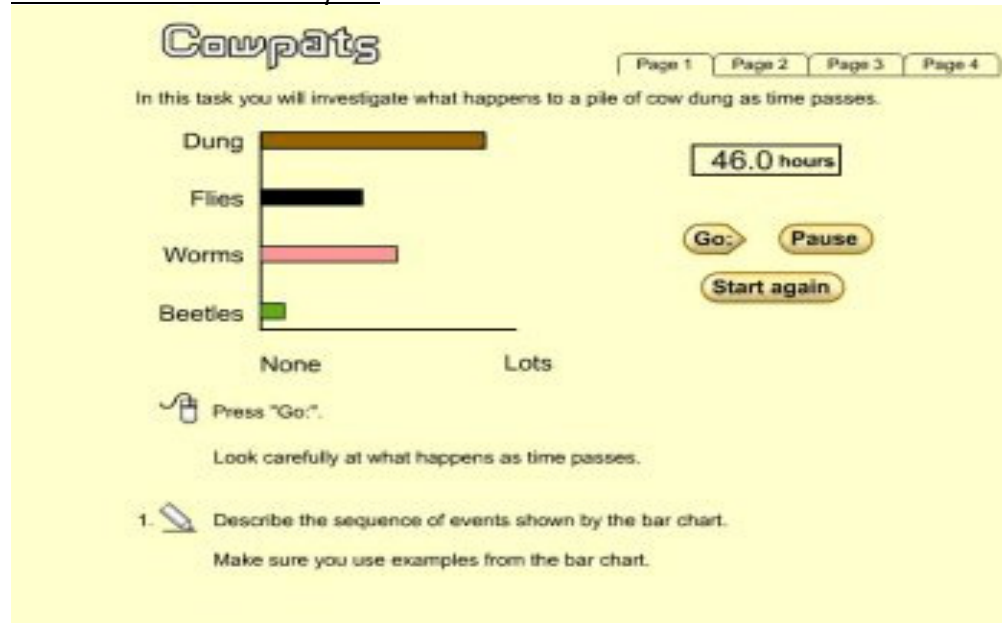 Cowpats
Page 1 Page 2 Page 3 Page 4
In this task you will investigate what happens to a pile of cow dung as time passes.
Dung
46.0 hours
Flies
Go: Pause
Worms
Start again
Beetles
None Lots
Press "Go:".
Look carefully at what happens as time passes.
1. Describe the sequence of events shown by the bar chart.
Make sure you use examples from the bar chart.